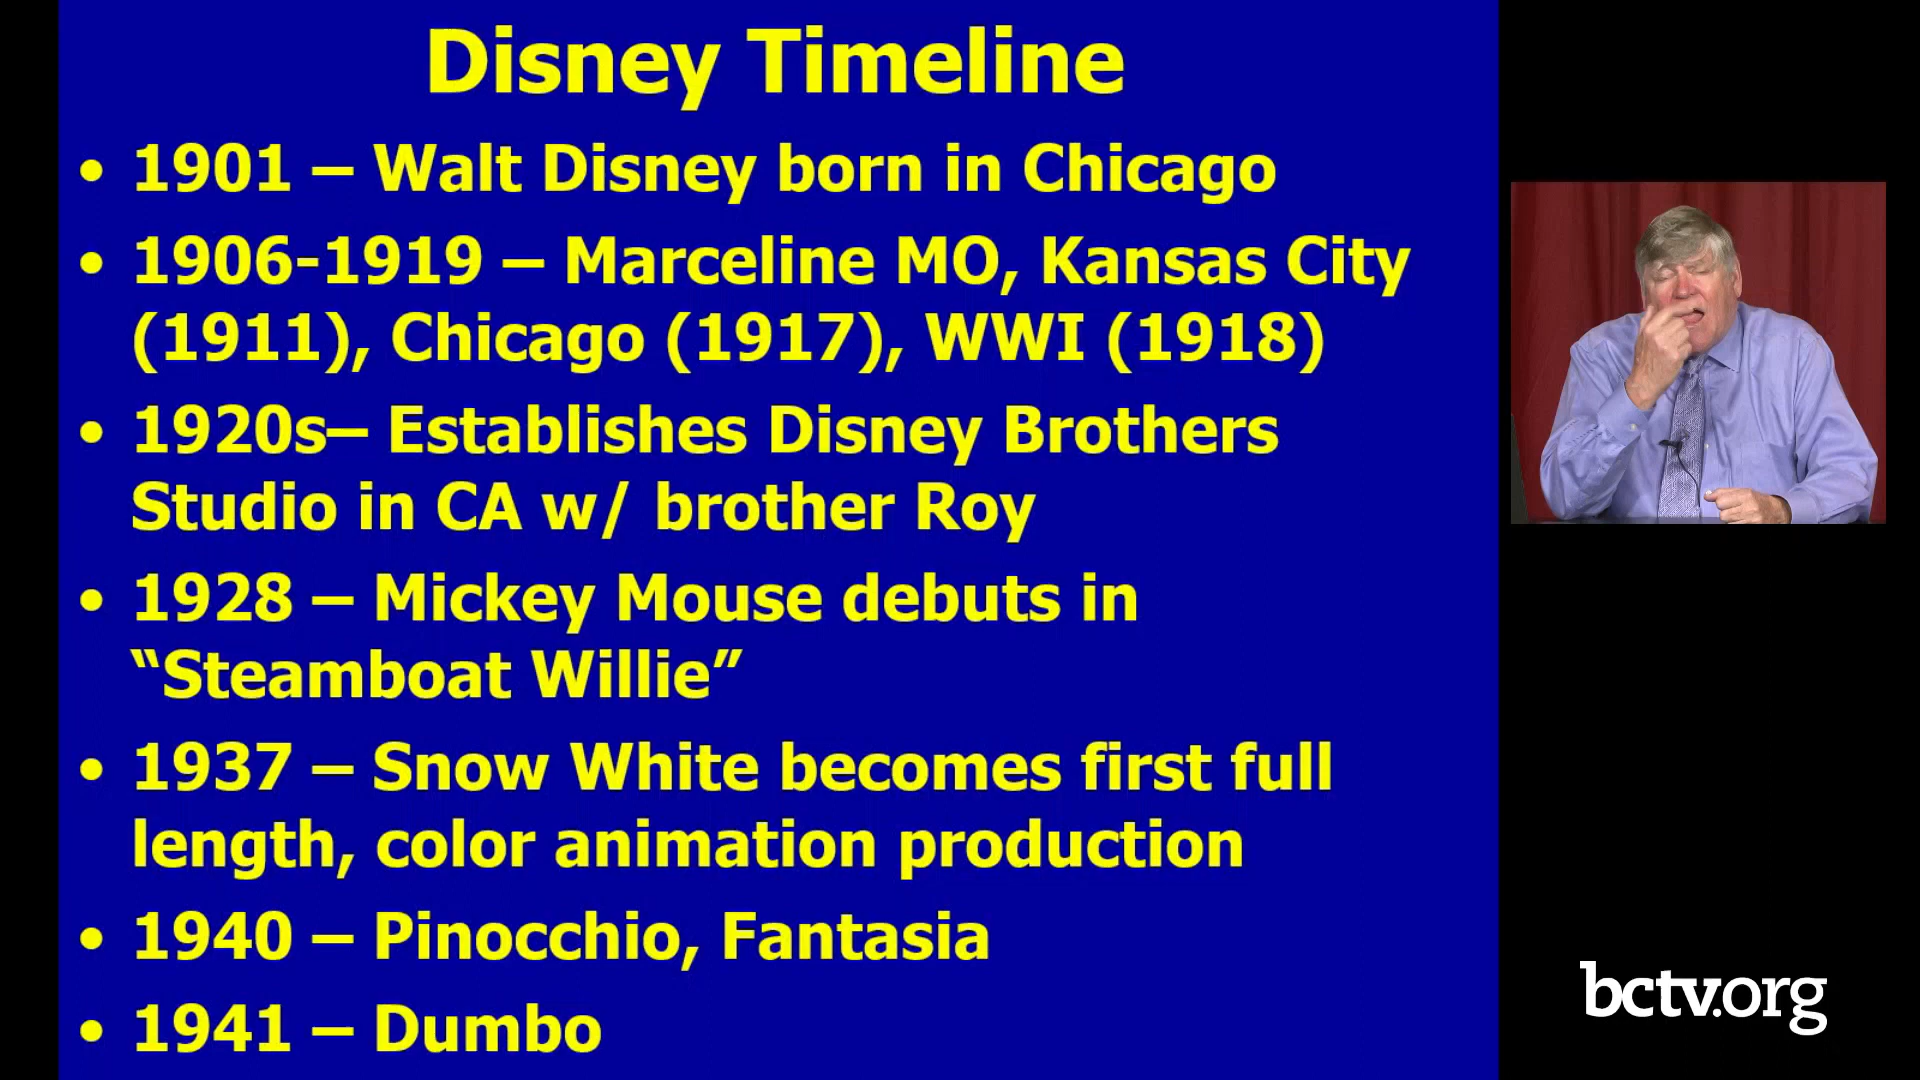 Disney Timeline
• 1901 – Walt Disney born in Chicago
• 1906-1919 – Marceline MO, Kansas City
(1911), Chicago (1917), WWI (1918)
• 1920s– Establishes Disney Brothers
Studio in CA w/ brother Roy
• 1928 – Mickey Mouse debuts in
“Steamboat Willie”
• 1937 – Snow White becomes first full
length, color animation production
• 1940 – Pinocchio, Fantasia
• 1941 – Dumbo
bctv.org